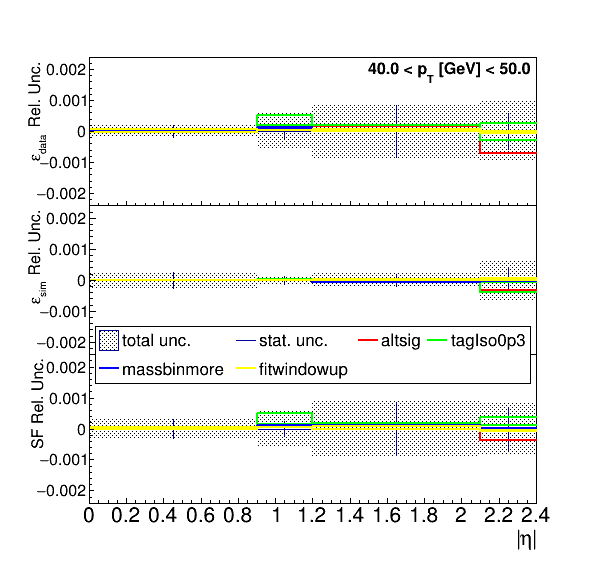 40.0 < p_T [GeV] < 50.0
ε_data Rel. Unc.
0.002
0.001
0
−0.001
−0.002
ε_sim Rel. Unc.
0.002
0.001
0
−0.001
−0.002
total unc. stat. unc. altsig tagIso0p3
massbinmore fitwindowup
SF Rel. Unc.
0.002
0.001
0
−0.001
−0.002
0 0.2 0.4 0.6 0.8 1 1.2 1.4 1.6 1.8 2 2.2 2.4
|η|